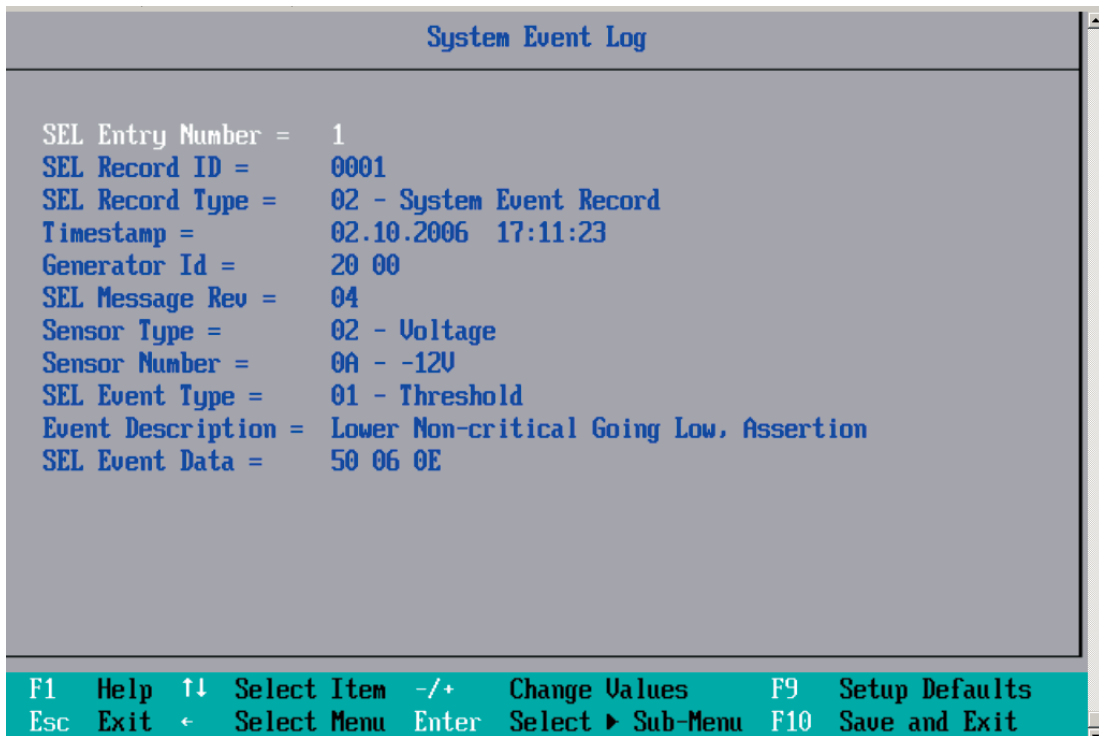 System Event Log
SEL Entry Number = 1
SEL Record ID = 0001
SEL Record Type = 02 - System Event Record
Timestamp = 02.10.2006 17:11:23
Generator Id = 20 00
SEL Message Rev = 04
Sensor Type = 02 - Voltage
Sensor Number = 0A - -12V
SEL Event Type = 01 - Threshold
Event Description = Lower Non-critical Going Low, Assertion
SEL Event Data = 50 06 0E
F1 Help ↑↓ Select Item -/+ Change Values F9 Setup Defaults
Esc Exit ← Select Menu Enter Select ▶ Sub-Menu F10 Save and Exit